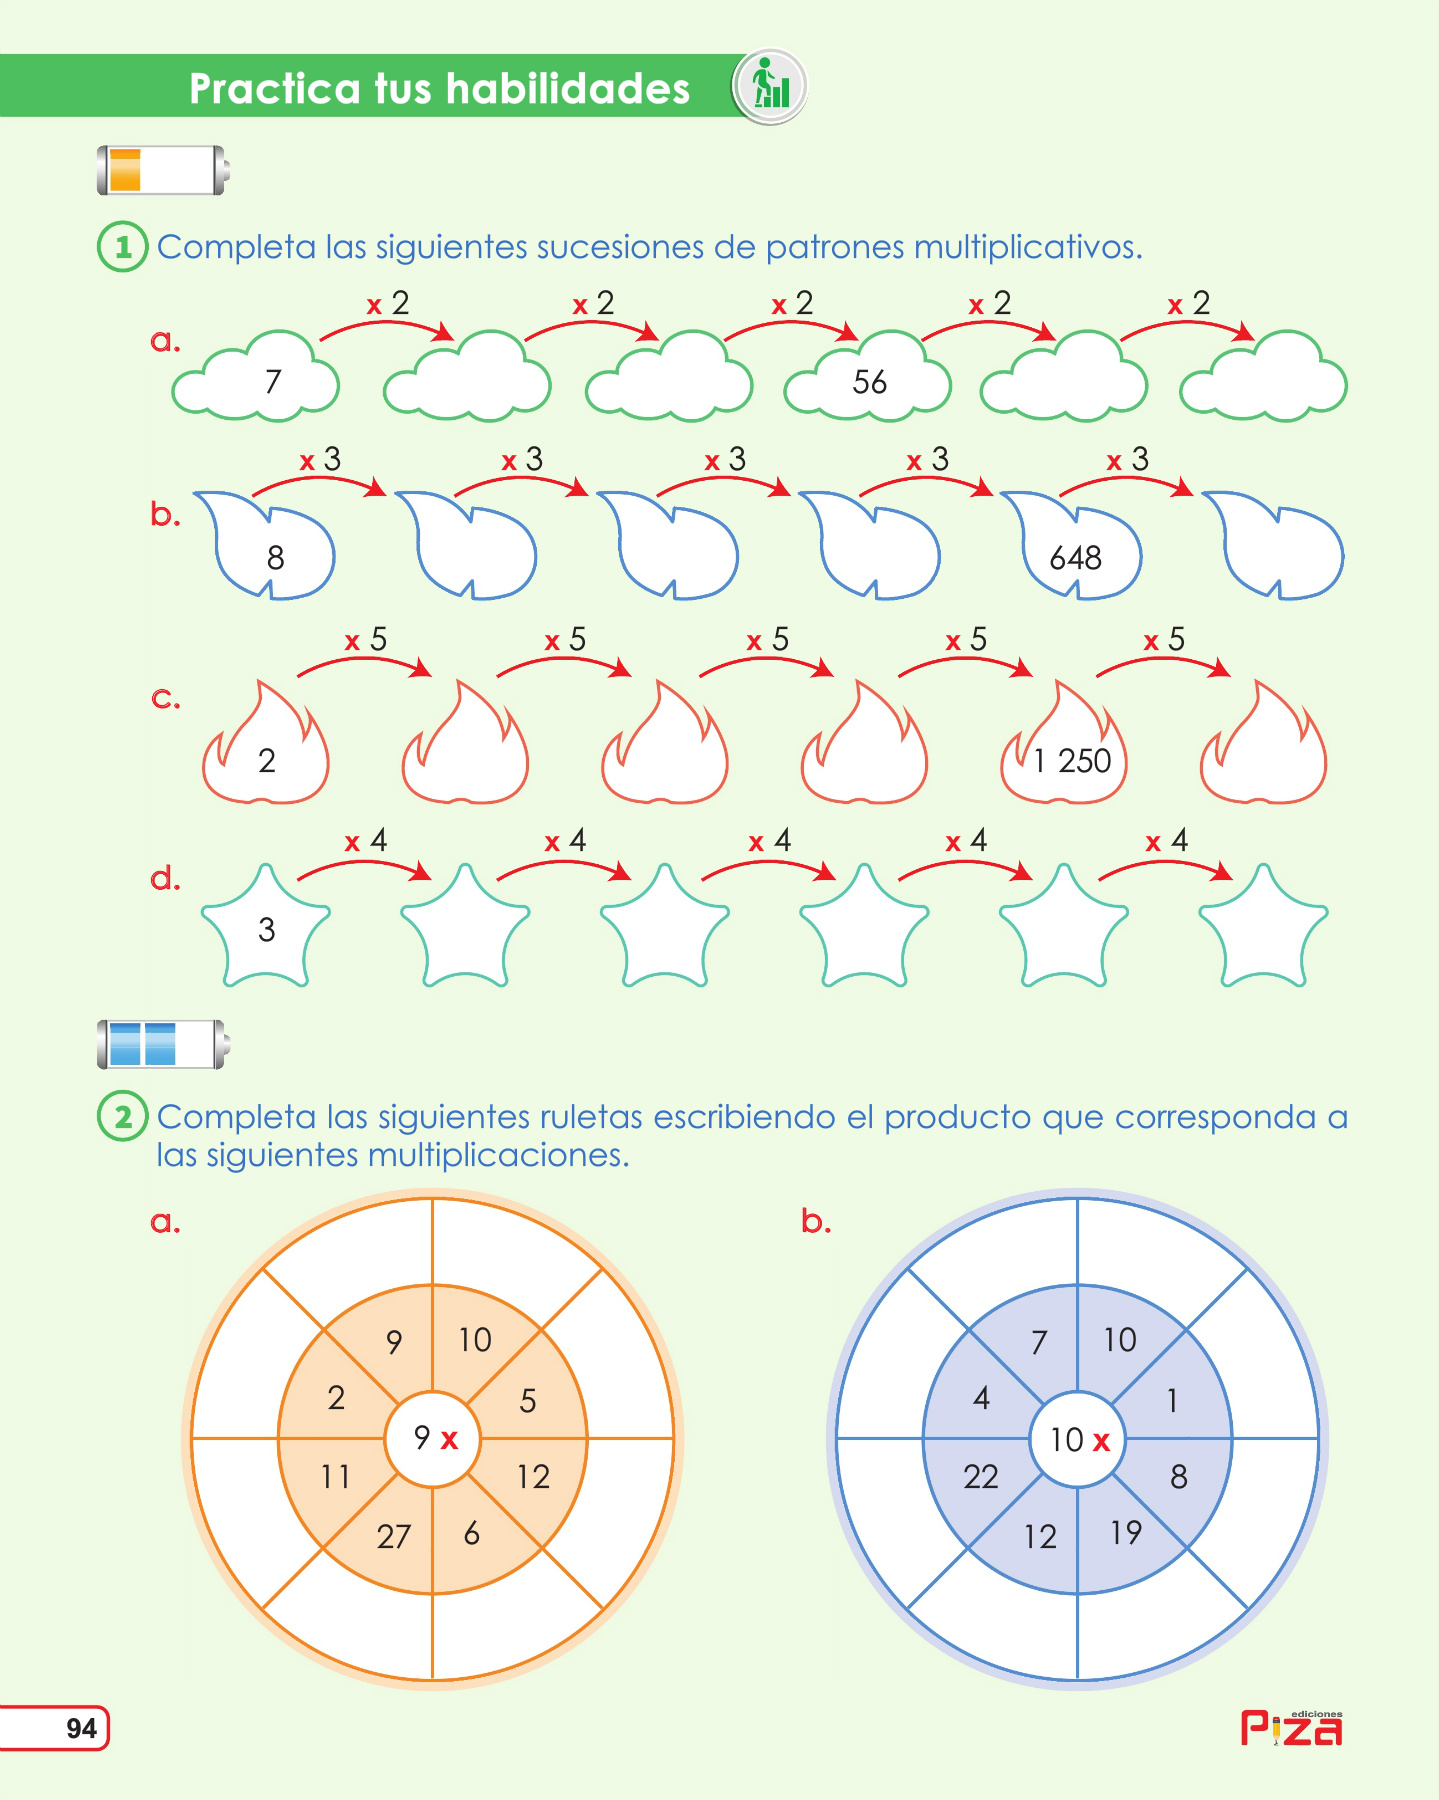 Practica tus habilidades
1 Completa las siguientes sucesiones de patrones multiplicativos.
x 2 x 2 x 2 x 2 x 2
a.
7 56
x 3 x 3 x 3 x 3 x 3
b.
8 648
x 5 x 5 x 5 x 5 x 5
c.
2 1 250
x 4 x 4 x 4 x 4 x 4
d.
3
2 Completa las siguientes ruletas escribiendo el producto que corresponda a
las siguientes multiplicaciones.
a.
9 10
2 5
9 x
11 12
27 6
b.
7 10
4 1
10 x
22 8
12 19
94
ediciones
Piza